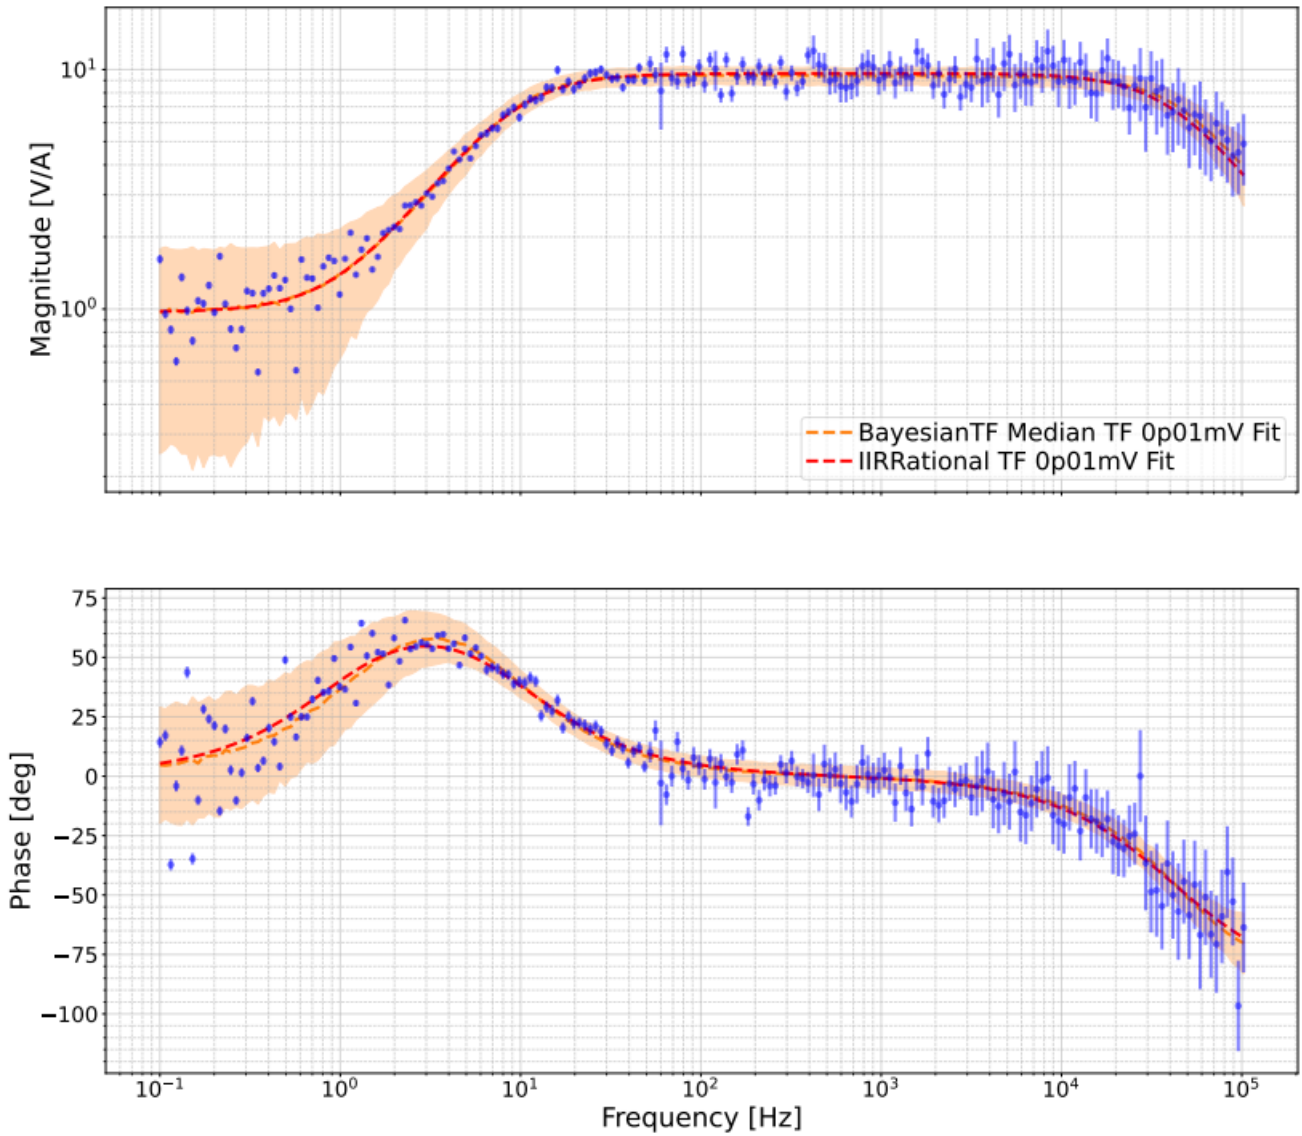 10¹
10⁰
Magnitude [V/A]
BayesianTF Median TF 0p01mV Fit
IIRRational TF 0p01mV Fit
75
50
25
0
−25
−50
−75
−100
Phase [deg]
10⁻¹ 10⁰ 10¹ 10² 10³ 10⁴ 10⁵
Frequency [Hz]